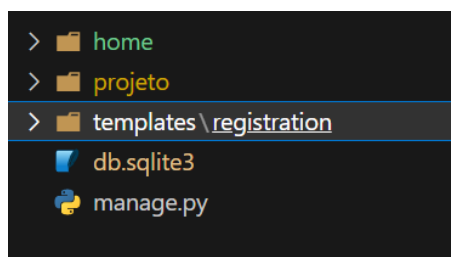 home
projeto
templates\registration
db.sqlite3
manage.py